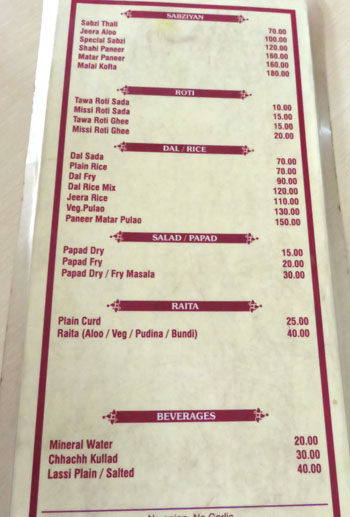 SABZIYAN
Sabzi Thali 70.00
Jeera Aloo 100.00
Special Sabzi 120.00
Shahi Paneer 160.00
Matar Paneer 160.00
Malai Kofta 180.00
ROTI
Tawa Roti Sada 10.00
Missi Roti Sada 15.00
Tawa Roti Ghee 15.00
Missi Roti Ghee 20.00
DAL / RICE
Dal Sada 70.00
Plain Rice 70.00
Dal Fry 90.00
Dal Rice Mix 120.00
Jeera Rice 110.00
Veg.Pulao 130.00
Paneer Matar Pulao 150.00
SALAD / PAPAD
Papad Dry 15.00
Papad Fry 20.00
Papad Dry / Fry Masala 30.00
RAITA
Plain Curd 25.00
Raita (Aloo / Veg / Pudina / Bundi) 40.00
BEVERAGES
Mineral Water 20.00
Chhachh Kullad 30.00
Lassi Plain / Salted 40.00
No Garlic